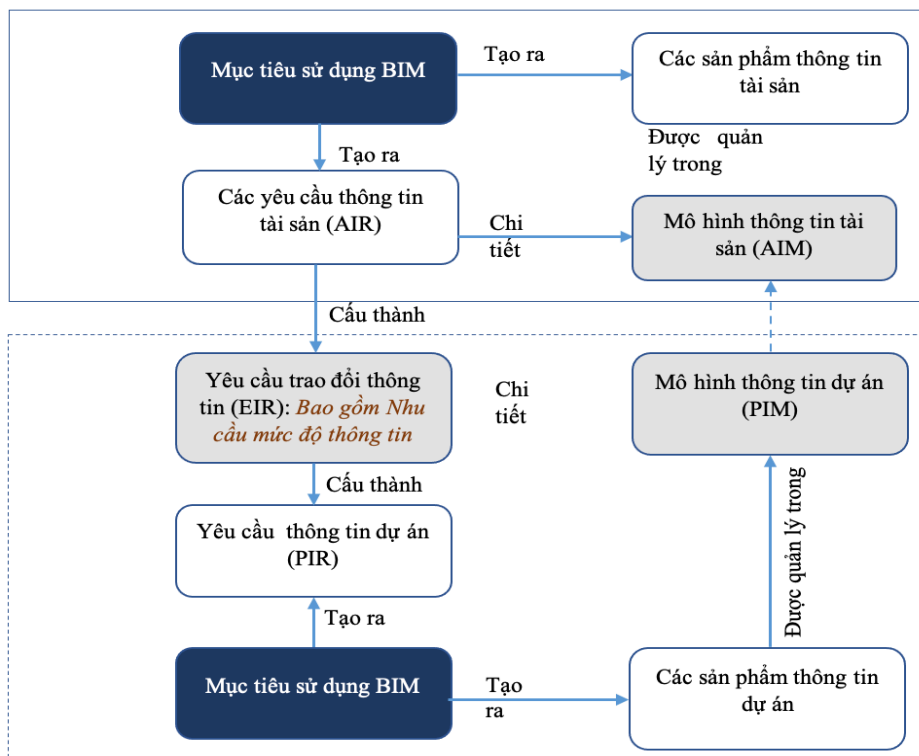 Mục tiêu sử dụng BIM
Tạo ra
Các sản phẩm thông tin
tài sản
Tạo ra
Được quản
lý trong
Các yêu cầu thông tin
tài sản (AIR)
Chi
tiết
Mô hình thông tin tài
sản (AIM)
Cấu thành
Yêu cầu trao đổi thông
tin (EIR): Bao gồm Nhu
cầu mức độ thông tin
Chi
tiết
Mô hình thông tin dự án
(PIM)
Cấu thành
Yêu cầu thông tin dự án
(PIR)
Được quản lý trong
Tạo ra
Mục tiêu sử dụng BIM
Tạo
ra
Các sản phẩm thông tin
dự án